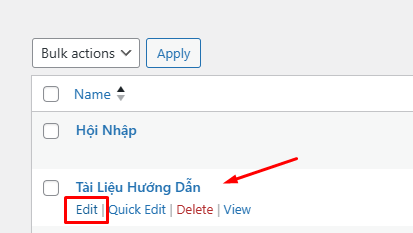 Bulk actions Apply
Name
Hội Nhập
Tài Liệu Hướng Dẫn
Edit | Quick Edit | Delete | View